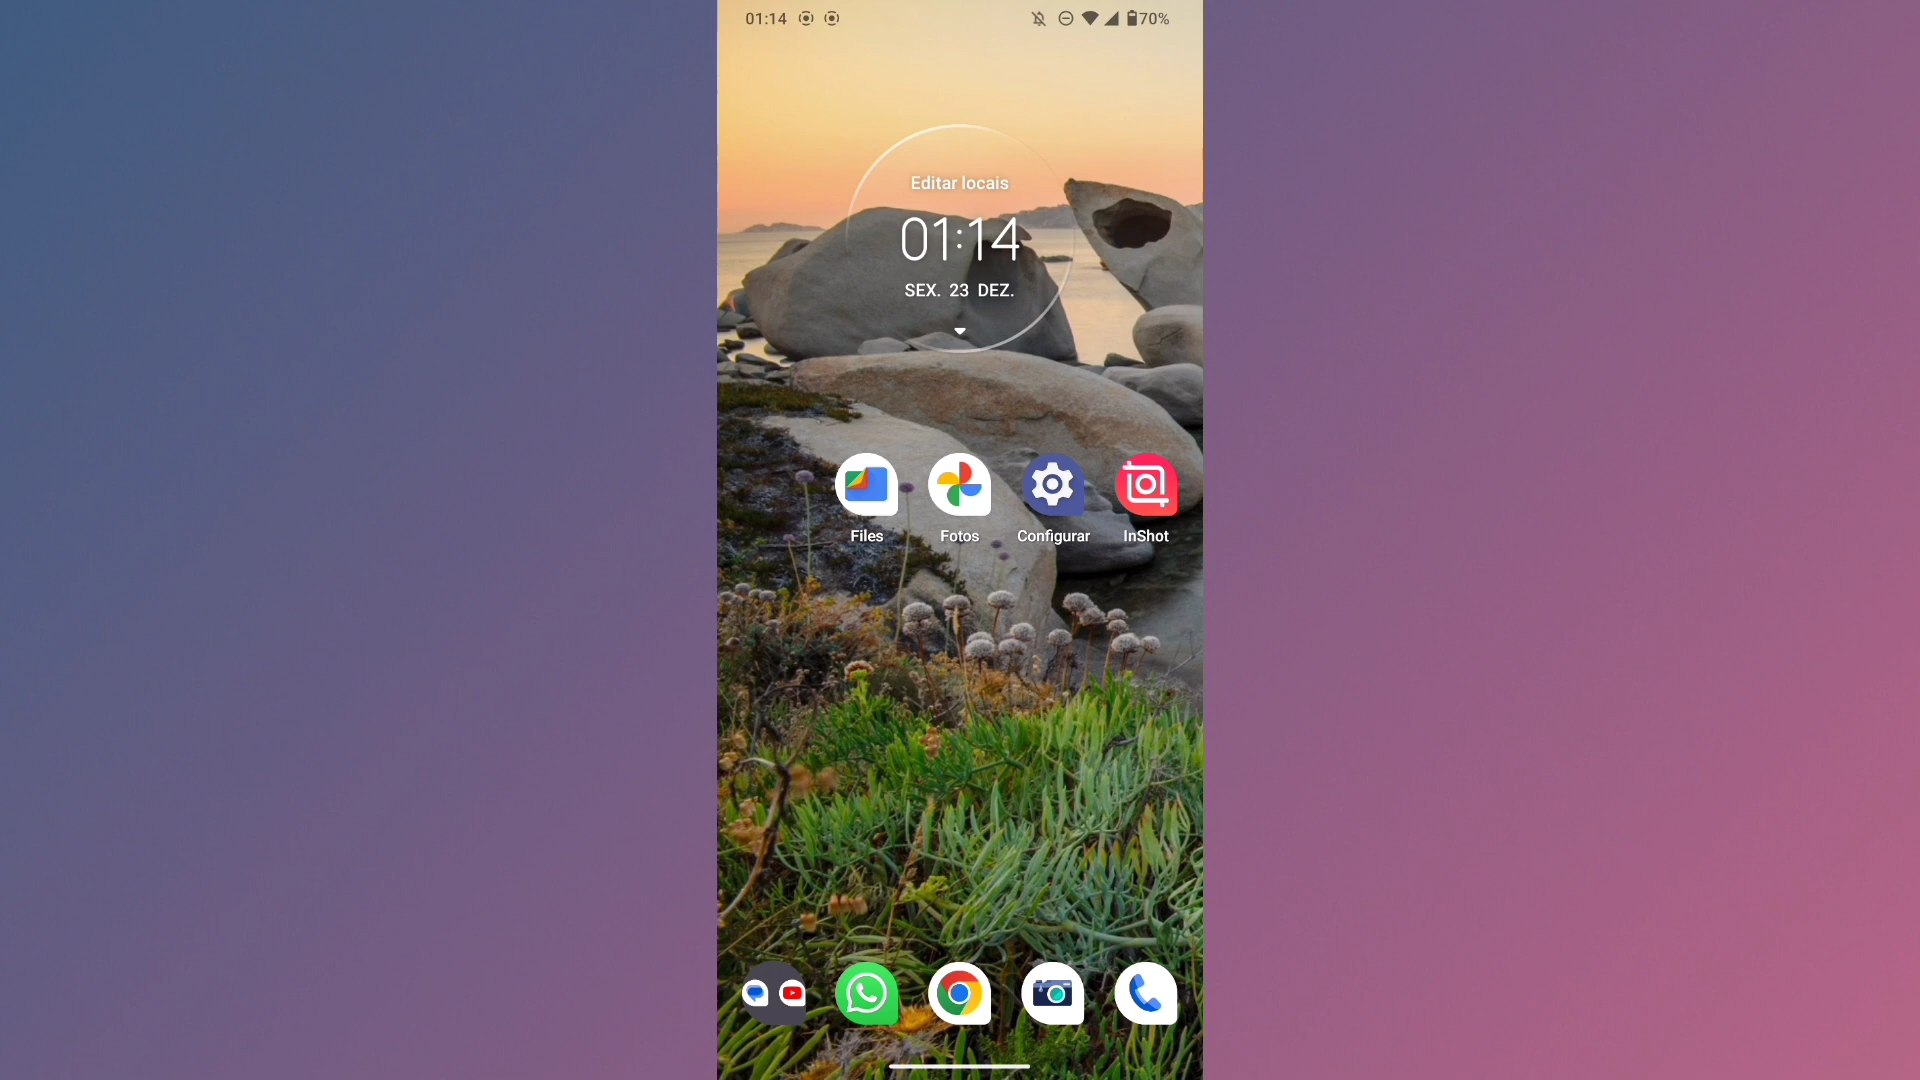 01:14 70%
Editar locais
01:14
SEX. 23 DEZ.
Files Fotos Configurar InShot